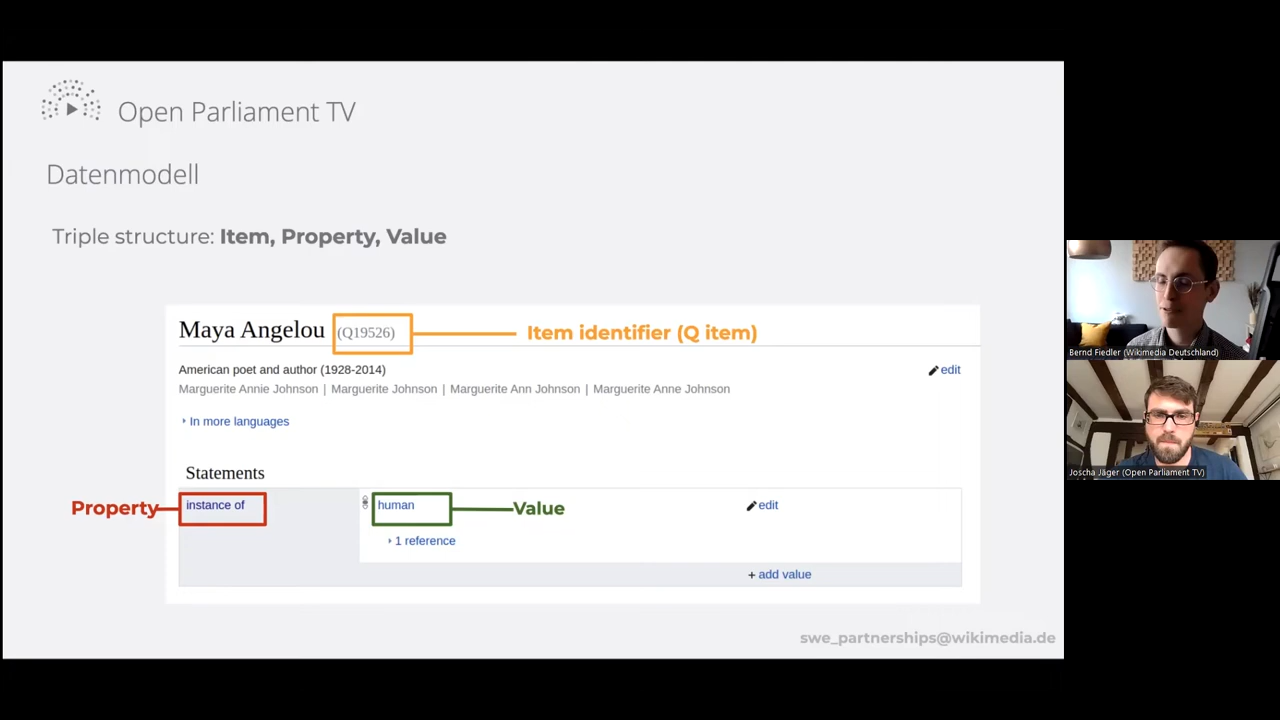 Open Parliament TV
Datenmodell
Triple structure: Item, Property, Value
Maya Angelou (Q19526)
Item identifier (Q item)
American poet and author (1928-2014)
edit
Marguerite Annie Johnson | Marguerite Johnson | Marguerite Ann Johnson | Marguerite Anne Johnson
In more languages
Statements
Property
instance of
human
Value
edit
1 reference
+ add value
swe_partnerships@wikimedia.de
Bernd Fiedler (Wikimedia Deutschland)
Joscha Jäger (Open Parliament TV)